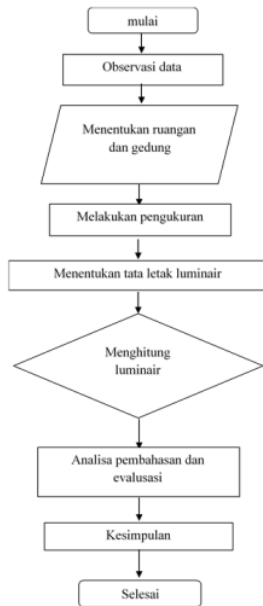 mulai
Observasi data
Menentukan ruangan
dan gedung
Melakukan pengukuran
Menentukan tata letak luminair
Menghitung
luminair
Analisa pembahasan dan
evalusasi
Kesimpulan
Selesai